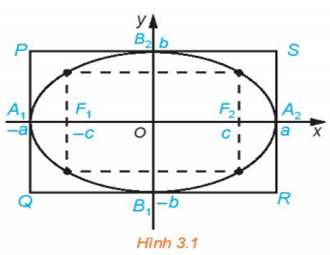 y
P B₂ b S
A₁ F₁ F₂ A₂
-a -c O c a x
Q B₁ -b R
Hình 3.1